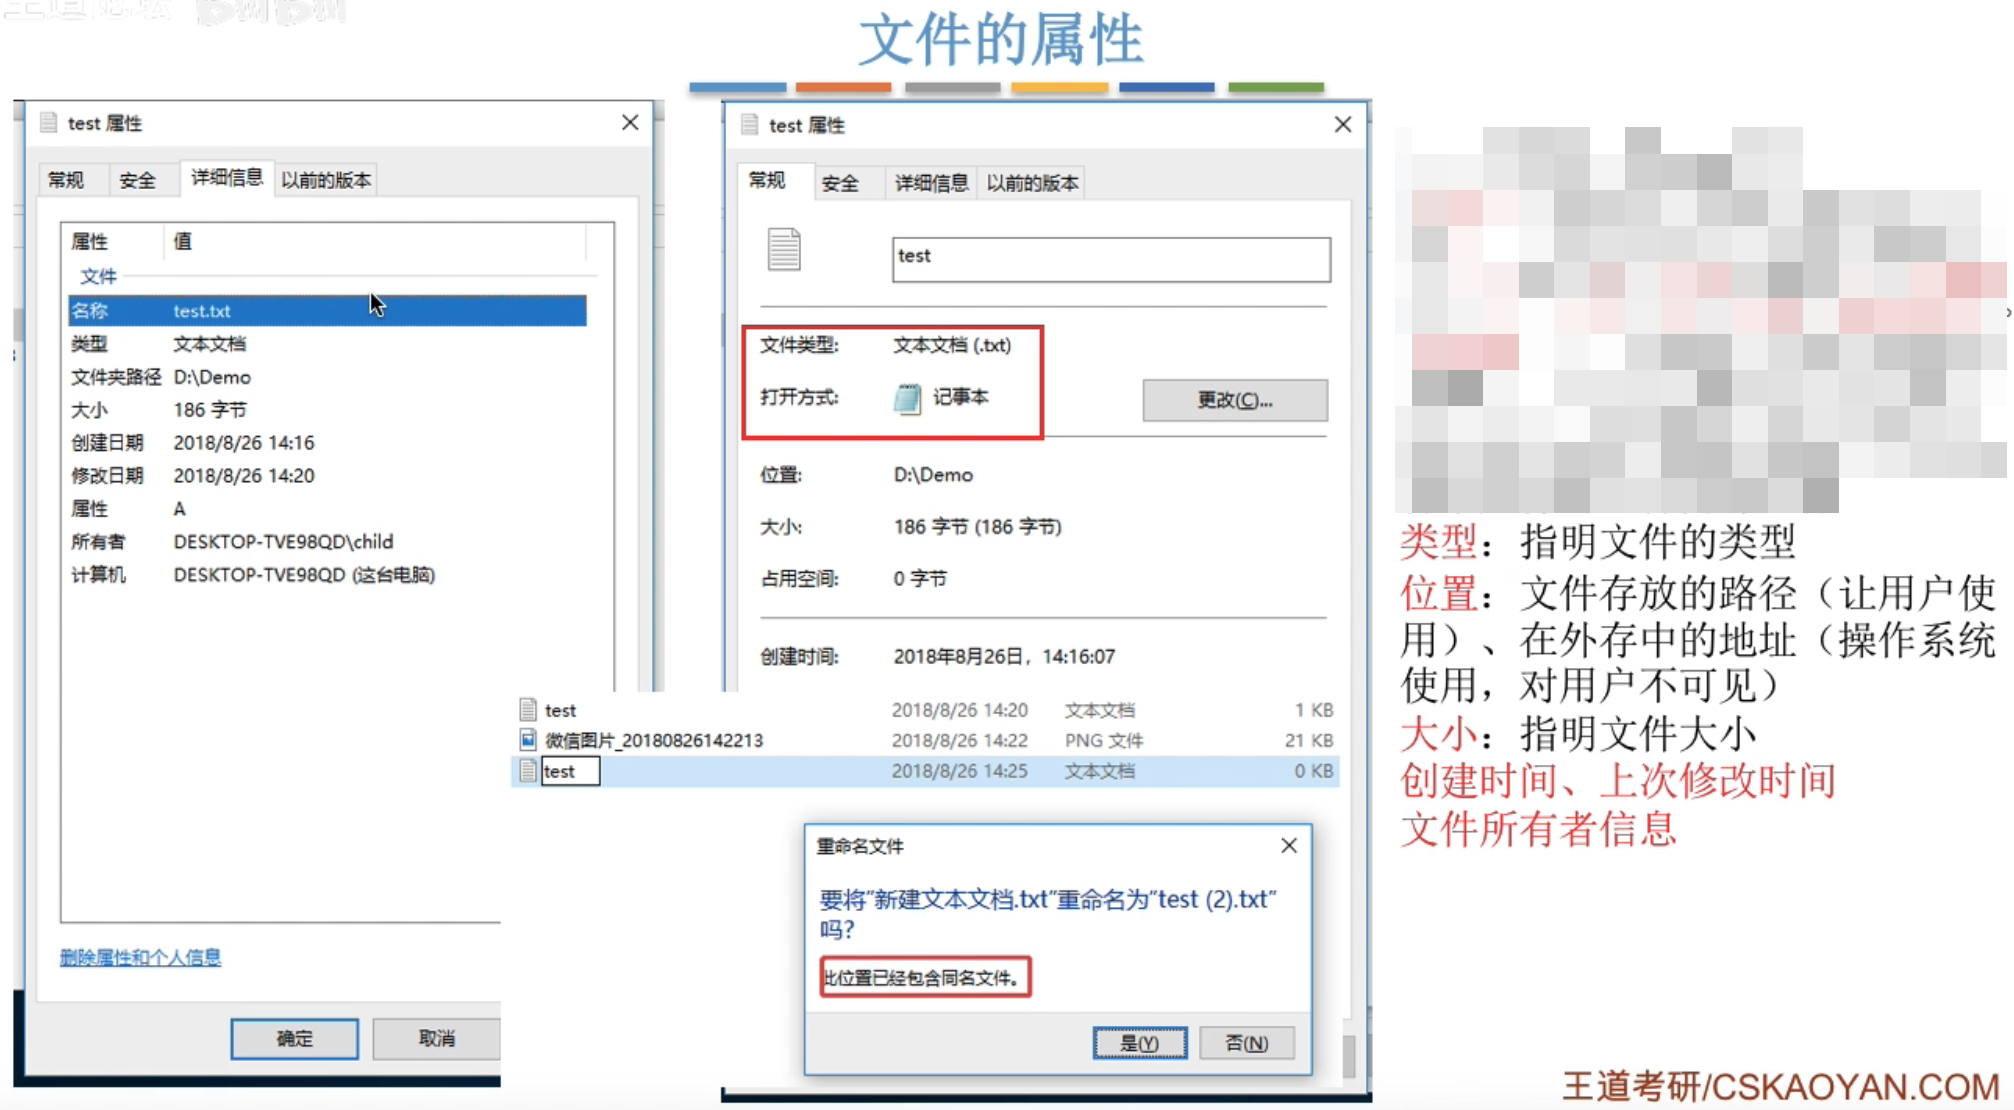 文件的属性
test 属性
常规 安全 详细信息 以前的版本
属性 值
文件
名称 test.txt
类型 文本文档
文件夹路径 D:\Demo
大小 186 字节
创建日期 2018/8/26 14:16
修改日期 2018/8/26 14:20
属性 A
所有者 DESKTOP-TVE98QD\child
计算机 DESKTOP-TVE98QD (这台电脑)
删除属性和个人信息
确定 取消
test 属性
常规 安全 详细信息 以前的版本
test
文件类型: 文本文档 (.txt)
打开方式: 记事本 更改(C)...
位置: D:\Demo
大小: 186 字节 (186 字节)
占用空间: 0 字节
创建时间: 2018年8月26日，14:16:07
test 2018/8/26 14:20 文本文档 1 KB
微信图片_20180826142213 2018/8/26 14:22 PNG 文件 21 KB
test 2018/8/26 14:25 文本文档 0 KB
重命名文件
要将"新建文本文档.txt"重命名为"test (2).txt"
吗?
此位置已经包含同名文件。
是(Y) 否(N)
类型：指明文件的类型
位置：文件存放的路径（让用户使
用）、在外存中的地址（操作系统
使用，对用户不可见）
大小：指明文件大小
创建时间、上次修改时间
文件所有者信息
王道考研/CSKAOYAN.COM